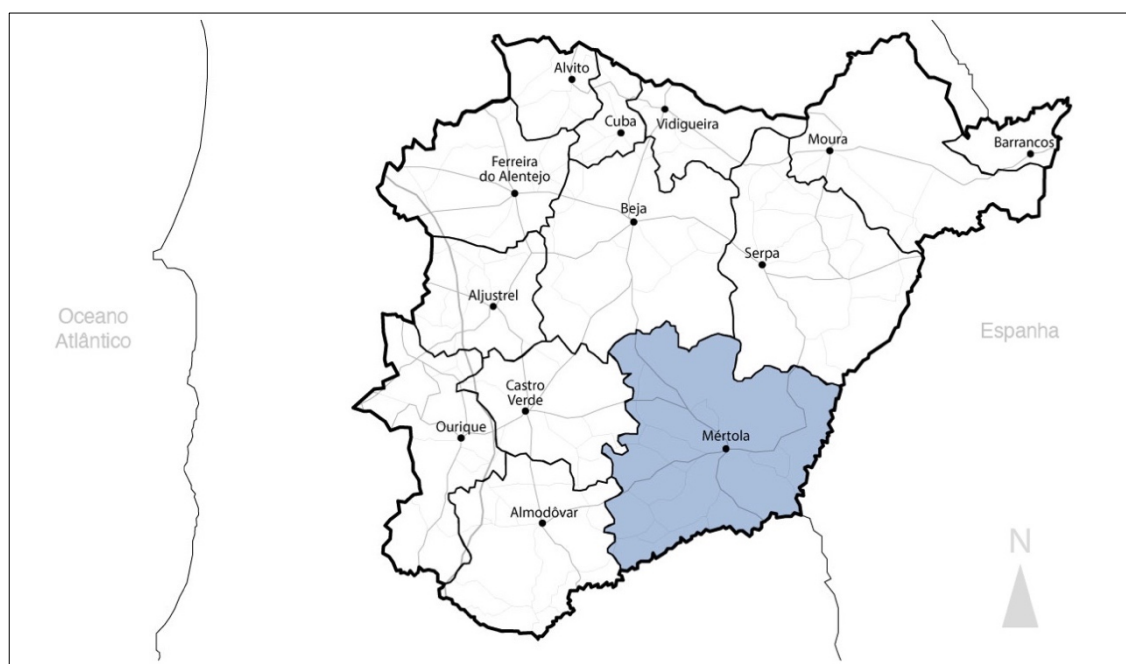 Alvito
Cuba
Vidigueira
Moura
Barrancos
Ferreira
do Alentejo
Beja
Serpa
Aljustrel
Oceano
Atlântico
Espanha
Castro
Verde
Ourique
Mértola
Almodôvar
N